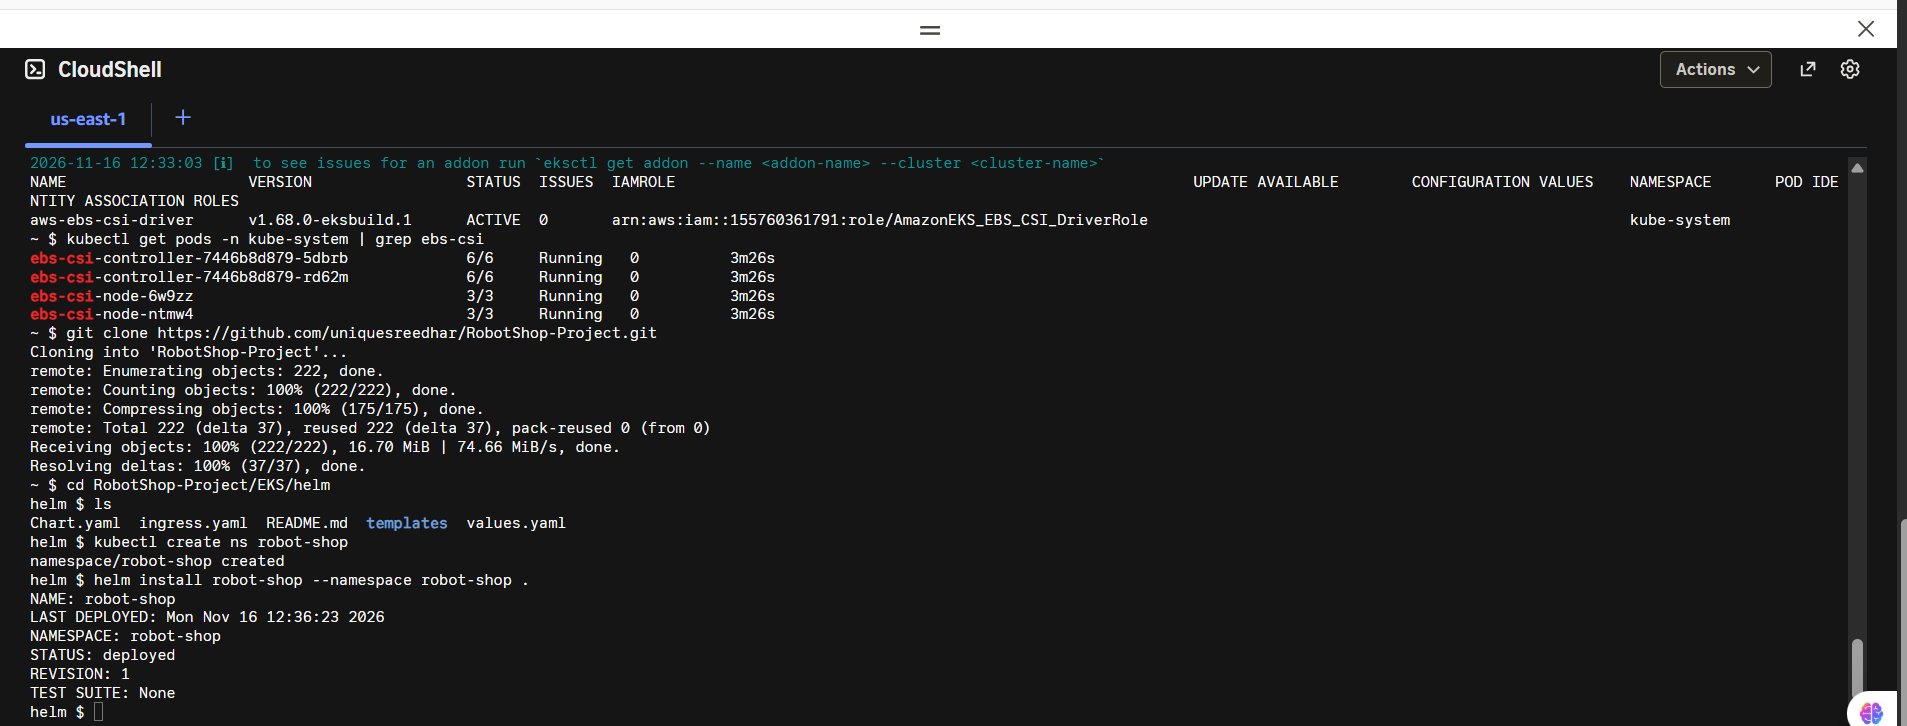 CloudShell
Actions
us-east-1
+
2026-11-16 12:33:03 [ℹ]  to see issues for an addon run `eksctl get addon --name <addon-name> --cluster <cluster-name>`
NAME VERSION STATUS ISSUES IAMROLE UPDATE AVAILABLE CONFIGURATION VALUES NAMESPACE POD IDE
NTITY ASSOCIATION ROLES
aws-ebs-csi-driver v1.68.0-eksbuild.1 ACTIVE 0 arn:aws:iam::155760361791:role/AmazonEKS_EBS_CSI_DriverRole kube-system
~ $ kubectl get pods -n kube-system | grep ebs-csi
ebs-csi-controller-7446b8d879-5dbrb 6/6 Running 0 3m26s
ebs-csi-controller-7446b8d879-rd62m 6/6 Running 0 3m26s
ebs-csi-node-6w9zz 3/3 Running 0 3m26s
ebs-csi-node-ntmw4 3/3 Running 0 3m26s
~ $ git clone https://github.com/uniquesreedhar/RobotShop-Project.git
Cloning into 'RobotShop-Project'...
remote: Enumerating objects: 222, done.
remote: Counting objects: 100% (222/222), done.
remote: Compressing objects: 100% (175/175), done.
remote: Total 222 (delta 37), reused 222 (delta 37), pack-reused 0 (from 0)
Receiving objects: 100% (222/222), 16.70 MiB | 74.66 MiB/s, done.
Resolving deltas: 100% (37/37), done.
~ $ cd RobotShop-Project/EKS/helm
helm $ ls
Chart.yaml  ingress.yaml  README.md  templates  values.yaml
helm $ kubectl create ns robot-shop
namespace/robot-shop created
helm $ helm install robot-shop --namespace robot-shop .
NAME: robot-shop
LAST DEPLOYED: Mon Nov 16 12:36:23 2026
NAMESPACE: robot-shop
STATUS: deployed
REVISION: 1
TEST SUITE: None
helm $